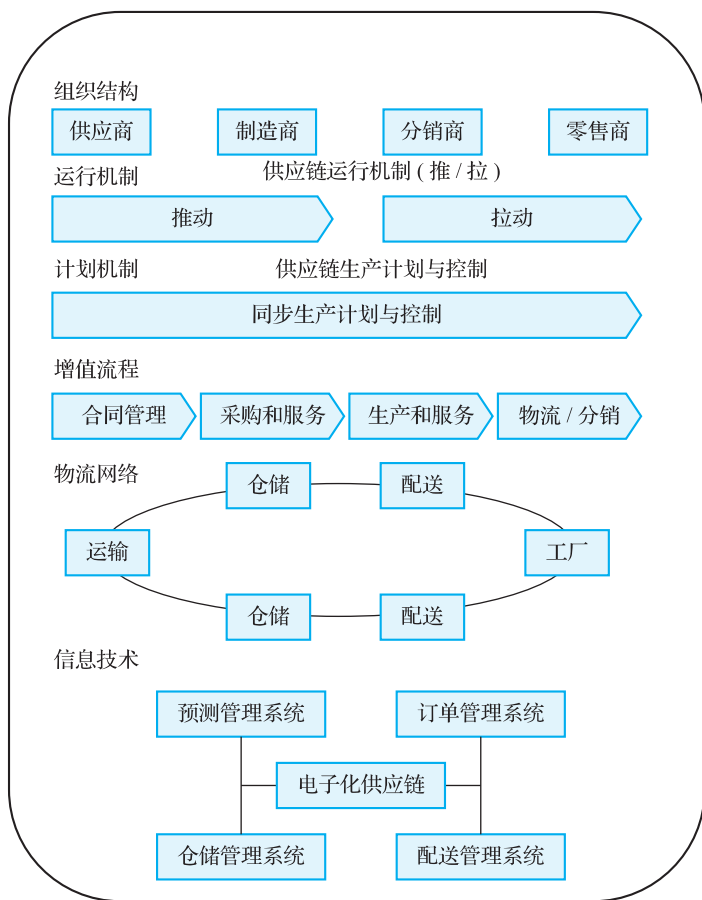 组织结构
供应商 制造商 分销商 零售商
运行机制 供应链运行机制 ( 推 / 拉 )
推动 拉动
计划机制 供应链生产计划与控制
同步生产计划与控制
增值流程
合同管理 采购和服务 生产和服务 物流 / 分销
物流网络
仓储 配送
运输 工厂
仓储 配送
信息技术
预测管理系统 订单管理系统
电子化供应链
仓储管理系统 配送管理系统